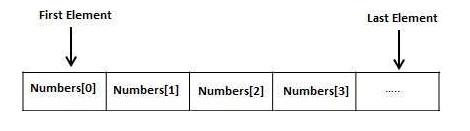 First Element
Last Element
Numbers[0] Numbers[1] Numbers[2] Numbers[3] .....